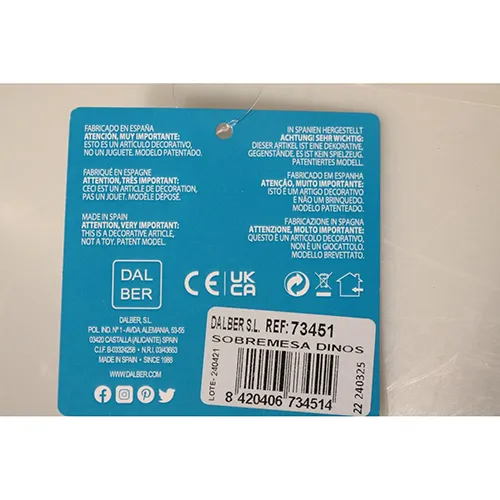 FABRICADO EN ESPAÑA
ATENCIÓN, MUY IMPORTANTE:
ESTO ES UN ARTÍCULO DECORATIVO,
NO UN JUGUETE. MODELO PATENTADO.
FABRIQUÉ EN ESPAGNE
ATTENTION, TRÈS IMPORTANT:
CECI EST UN ARTICLE DE DECORATION,
PAS UN JOUET. MODÈLE DÉPOSÉ.
MADE IN SPAIN
ATTENTION, VERY IMPORTANT:
THIS IS A DECORATIVE ARTICLE,
NOT A TOY. PATENT MODEL.
IN SPANIEN HERGESTELLT
ACHTUNG! SEHR WICHTIG:
DIESER ARTIKEL IST EINE DEKORATIVE,
GEGENSTÄNDE, ES IST KEIN SPIELZEUG.
PATENTIERTES MODELL.
FABRICADO EM ESPANHA
ATENÇÃO, MUITO IMPORTANTE:
ISTO É UM ARTIGO DECORATIVO,
NÃO É UM BRINQUEDO.
MODELO PATENTEADO.
FABRICAZIONE IN SPAGNA
ATTENZIONE, MOLTO IMPORTANTE:
QUESTO È UN ARTICOLO DECORATIVO,
NON È UN GIOCATTOLO.
MODELLO BREVETTATO.
DAL
BER
CE
UK
CA
DALBER, S.L.
POL. IND. Nº 1 - AVDA. ALEMANIA, 53-55
03420 CASTALLA (ALICANTE) SPAIN
C.I.F. B-03324258 • N.R.I. 03/43663
MADE IN SPAIN • SINCE 1988
WWW.DALBER.COM
DALBER S.L. REF: 73451
SOBREMESA DINOS
LOTE- 240421
8 420406 734514
22 240325